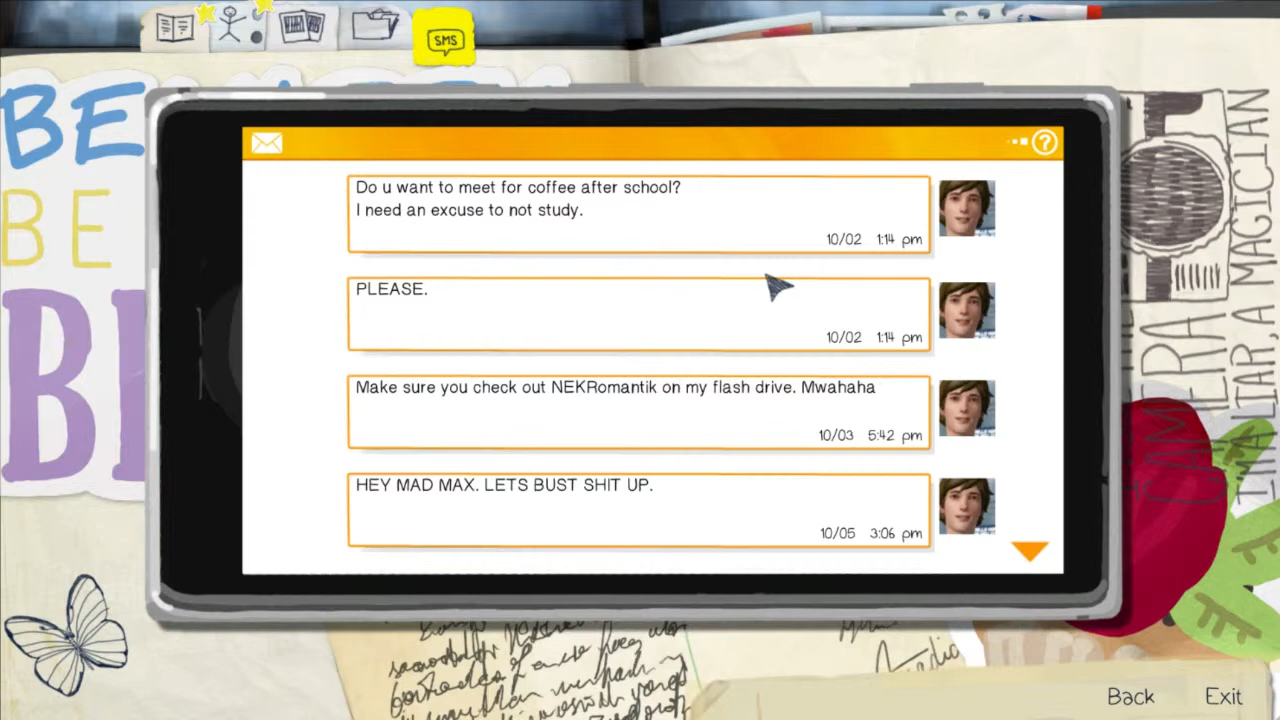 SMS
BE
BE
?
Do u want to meet for coffee after school?
I need an excuse to not study.
10/02 1:14 pm
PLEASE.
10/02 1:14 pm
Make sure you check out NEKRomantik on my flash drive. Mwahaha
10/03 5:42 pm
HEY MAD MAX. LETS BUST SHIT UP.
10/05 3:06 pm
A MAGICIAN
Back
Exit